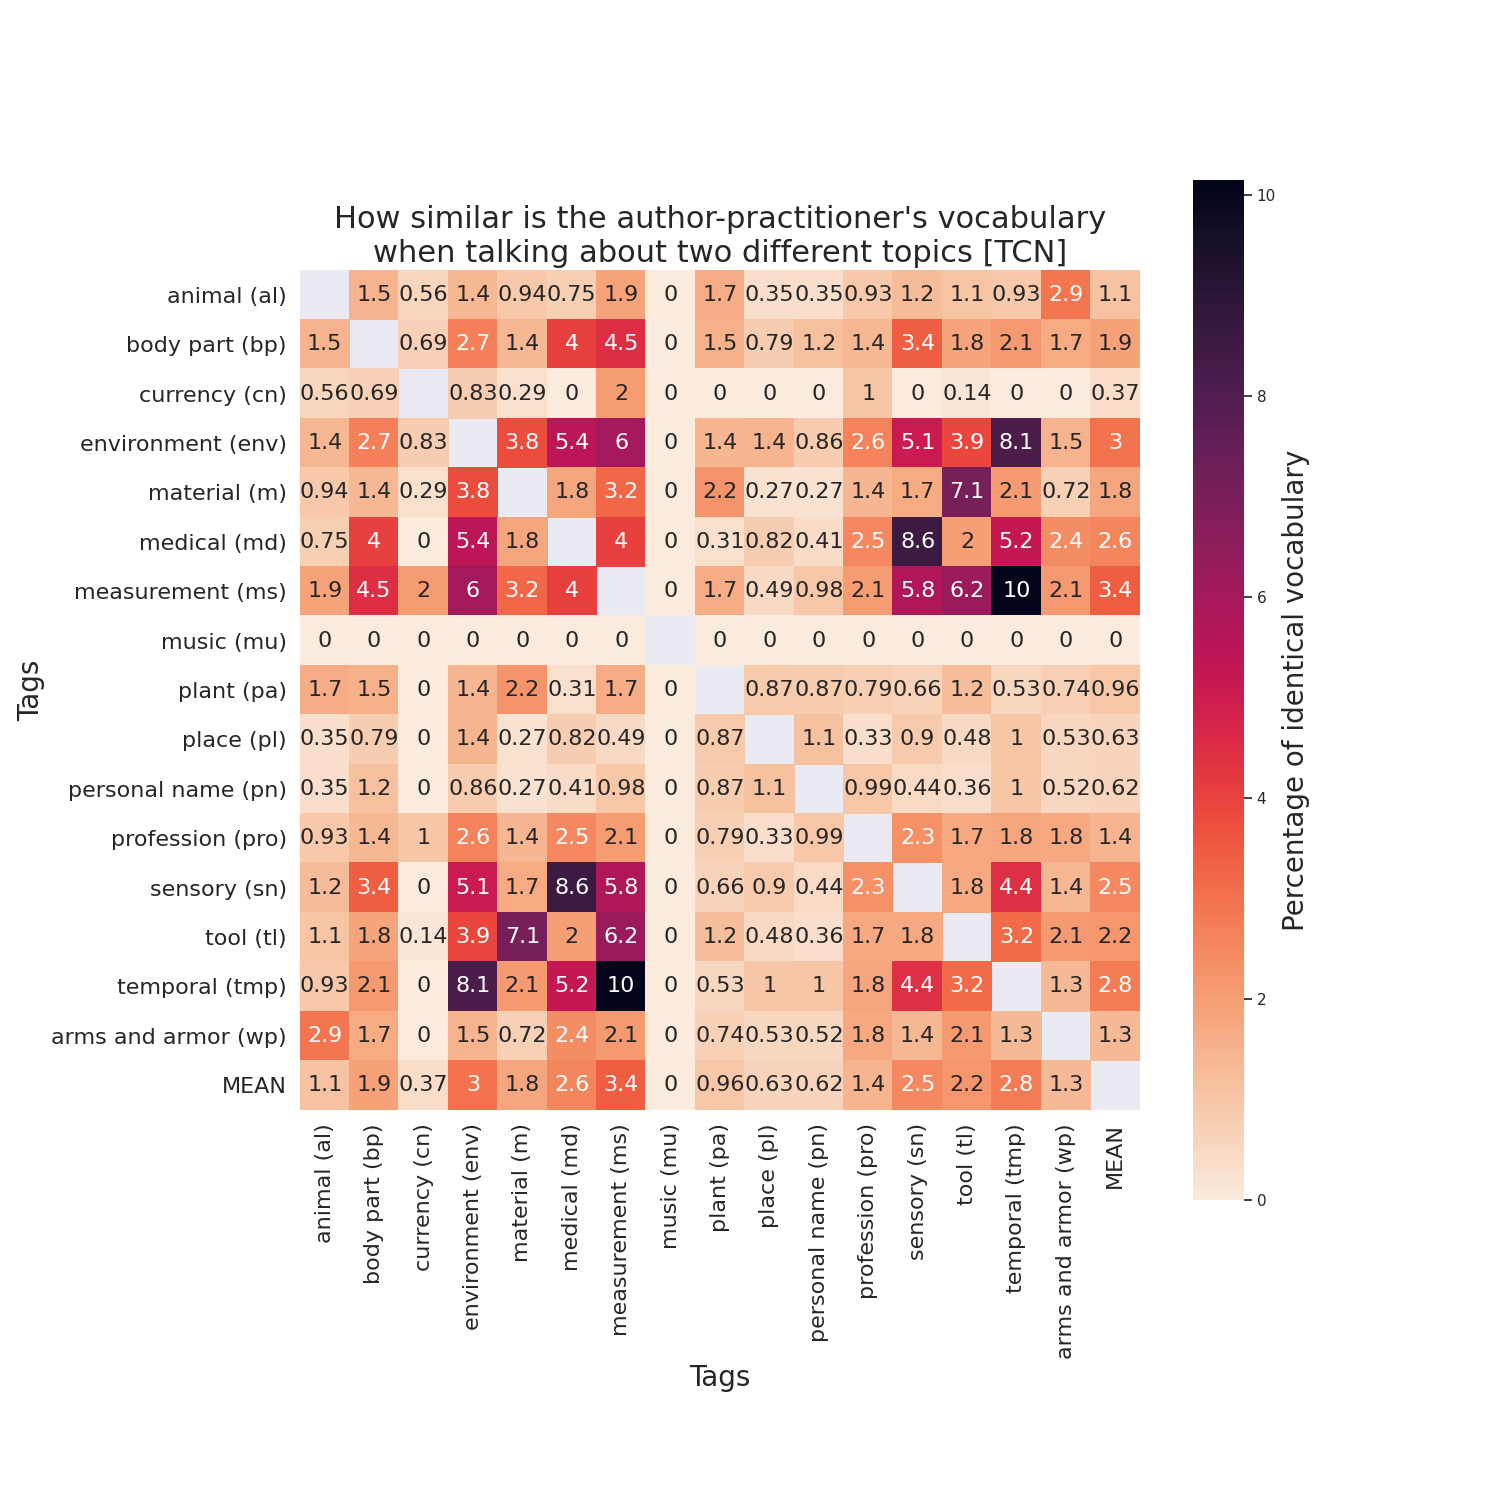 How similar is the author-practitioner's vocabulary
when talking about two different topics [TCN]
animal (al) 1.5 0.56 1.4 0.94 0.75 1.9 0 1.7 0.35 0.35 0.93 1.2 1.1 0.93 2.9 1.1
body part (bp) 1.5 0.69 2.7 1.4 4 4.5 0 1.5 0.79 1.2 1.4 3.4 1.8 2.1 1.7 1.9
currency (cn) 0.56 0.69 0.83 0.29 0 2 0 0 0 0 1 0 0.14 0 0 0.37
environment (env) 1.4 2.7 0.83 3.8 5.4 6 0 1.4 1.4 0.86 2.6 5.1 3.9 8.1 1.5 3
material (m) 0.94 1.4 0.29 3.8 1.8 3.2 0 2.2 0.27 0.27 1.4 1.7 7.1 2.1 0.72 1.8
medical (md) 0.75 4 0 5.4 1.8 4 0 0.31 0.82 0.41 2.5 8.6 2 5.2 2.4 2.6
measurement (ms) 1.9 4.5 2 6 3.2 4 0 1.7 0.49 0.98 2.1 5.8 6.2 10 2.1 3.4
music (mu) 0 0 0 0 0 0 0 0 0 0 0 0 0 0 0 0
plant (pa) 1.7 1.5 0 1.4 2.2 0.31 1.7 0 0.87 0.87 0.79 0.66 1.2 0.53 0.74 0.96
place (pl) 0.35 0.79 0 1.4 0.27 0.82 0.49 0 0.87 1.1 0.33 0.9 0.48 1 0.53 0.63
personal name (pn) 0.35 1.2 0 0.86 0.27 0.41 0.98 0 0.87 1.1 0.99 0.44 0.36 1 0.52 0.62
profession (pro) 0.93 1.4 1 2.6 1.4 2.5 2.1 0 0.79 0.33 0.99 2.3 1.7 1.8 1.8 1.4
sensory (sn) 1.2 3.4 0 5.1 1.7 8.6 5.8 0 0.66 0.9 0.44 2.3 1.8 4.4 1.4 2.5
tool (tl) 1.1 1.8 0.14 3.9 7.1 2 6.2 0 1.2 0.48 0.36 1.7 1.8 3.2 2.1 2.2
temporal (tmp) 0.93 2.1 0 8.1 2.1 5.2 10 0 0.53 1 1 1.8 4.4 3.2 1.3 2.8
arms and armor (wp) 2.9 1.7 0 1.5 0.72 2.4 2.1 0 0.74 0.53 0.52 1.8 1.4 2.1 1.3 1.3
MEAN 1.1 1.9 0.37 3 1.8 2.6 3.4 0 0.96 0.63 0.62 1.4 2.5 2.2 2.8 1.3
animal (al)
body part (bp)
currency (cn)
environment (env)
material (m)
medical (md)
measurement (ms)
music (mu)
plant (pa)
place (pl)
personal name (pn)
profession (pro)
sensory (sn)
tool (tl)
temporal (tmp)
arms and armor (wp)
MEAN
Tags
Tags
10
8
6
4
2
0
Percentage of identical vocabulary